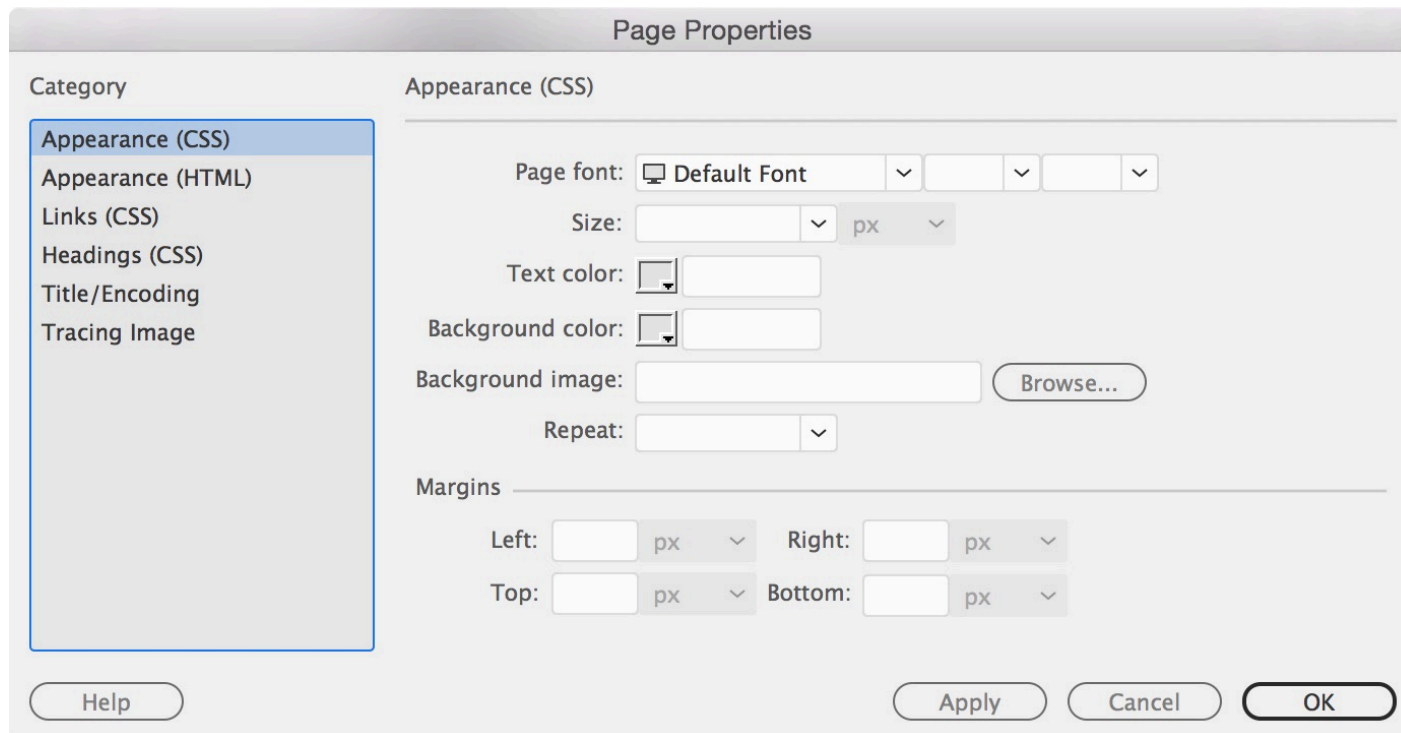 Page Properties
Category
Appearance (CSS)
Appearance (HTML)
Links (CSS)
Headings (CSS)
Title/Encoding
Tracing Image
Appearance (CSS)
Page font: Default Font
Size: px
Text color:
Background color:
Background image: Browse...
Repeat:
Margins
Left: px Right: px
Top: px Bottom: px
Help Apply Cancel OK